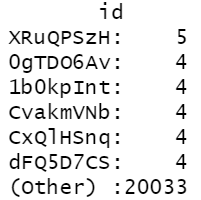 id
XRuQPSzH:    5
0gTDO6Av:    4
1b0kpInt:    4
CvakmVNb:    4
CxQlHSnq:    4
dFQ5D7CS:    4
(Other) :20033